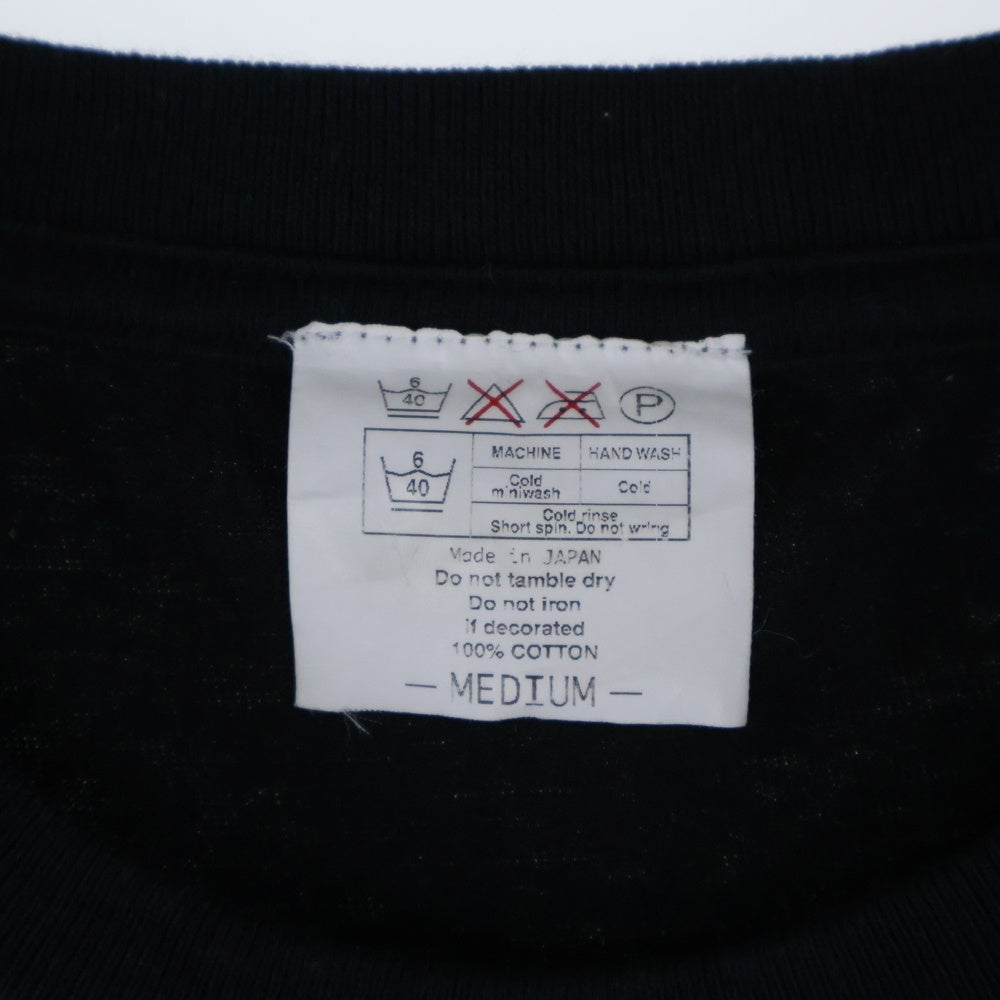 6
40
P
6
40
MACHINE
HAND WASH
Cold
miniwash
Cold
Cold rinse
Short spin. Do not wring
Made in JAPAN
Do not tamble dry
Do not iron
if decorated
100% COTTON
— MEDIUM —